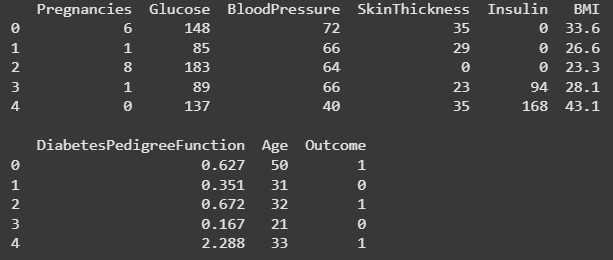 Pregnancies Glucose BloodPressure SkinThickness Insulin BMI
0 6 148 72 35 0 33.6
1 1 85 66 29 0 26.6
2 8 183 64 0 0 23.3
3 1 89 66 23 94 28.1
4 0 137 40 35 168 43.1
DiabetesPedigreeFunction Age Outcome
0 0.627 50 1
1 0.351 31 0
2 0.672 32 1
3 0.167 21 0
4 2.288 33 1